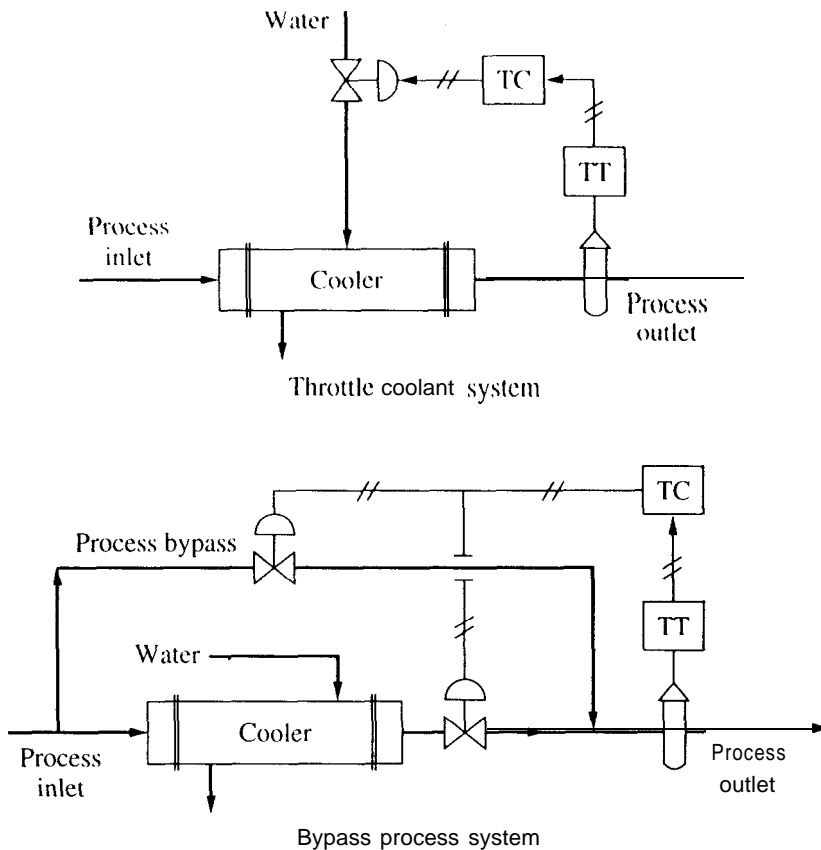 Water
TC
TT
Process
inlet
Cooler
Process
outlet
Throttle coolant system
TC
Process bypass
TT
Water
Cooler
Process
inlet
Process
outlet
Bypass process system